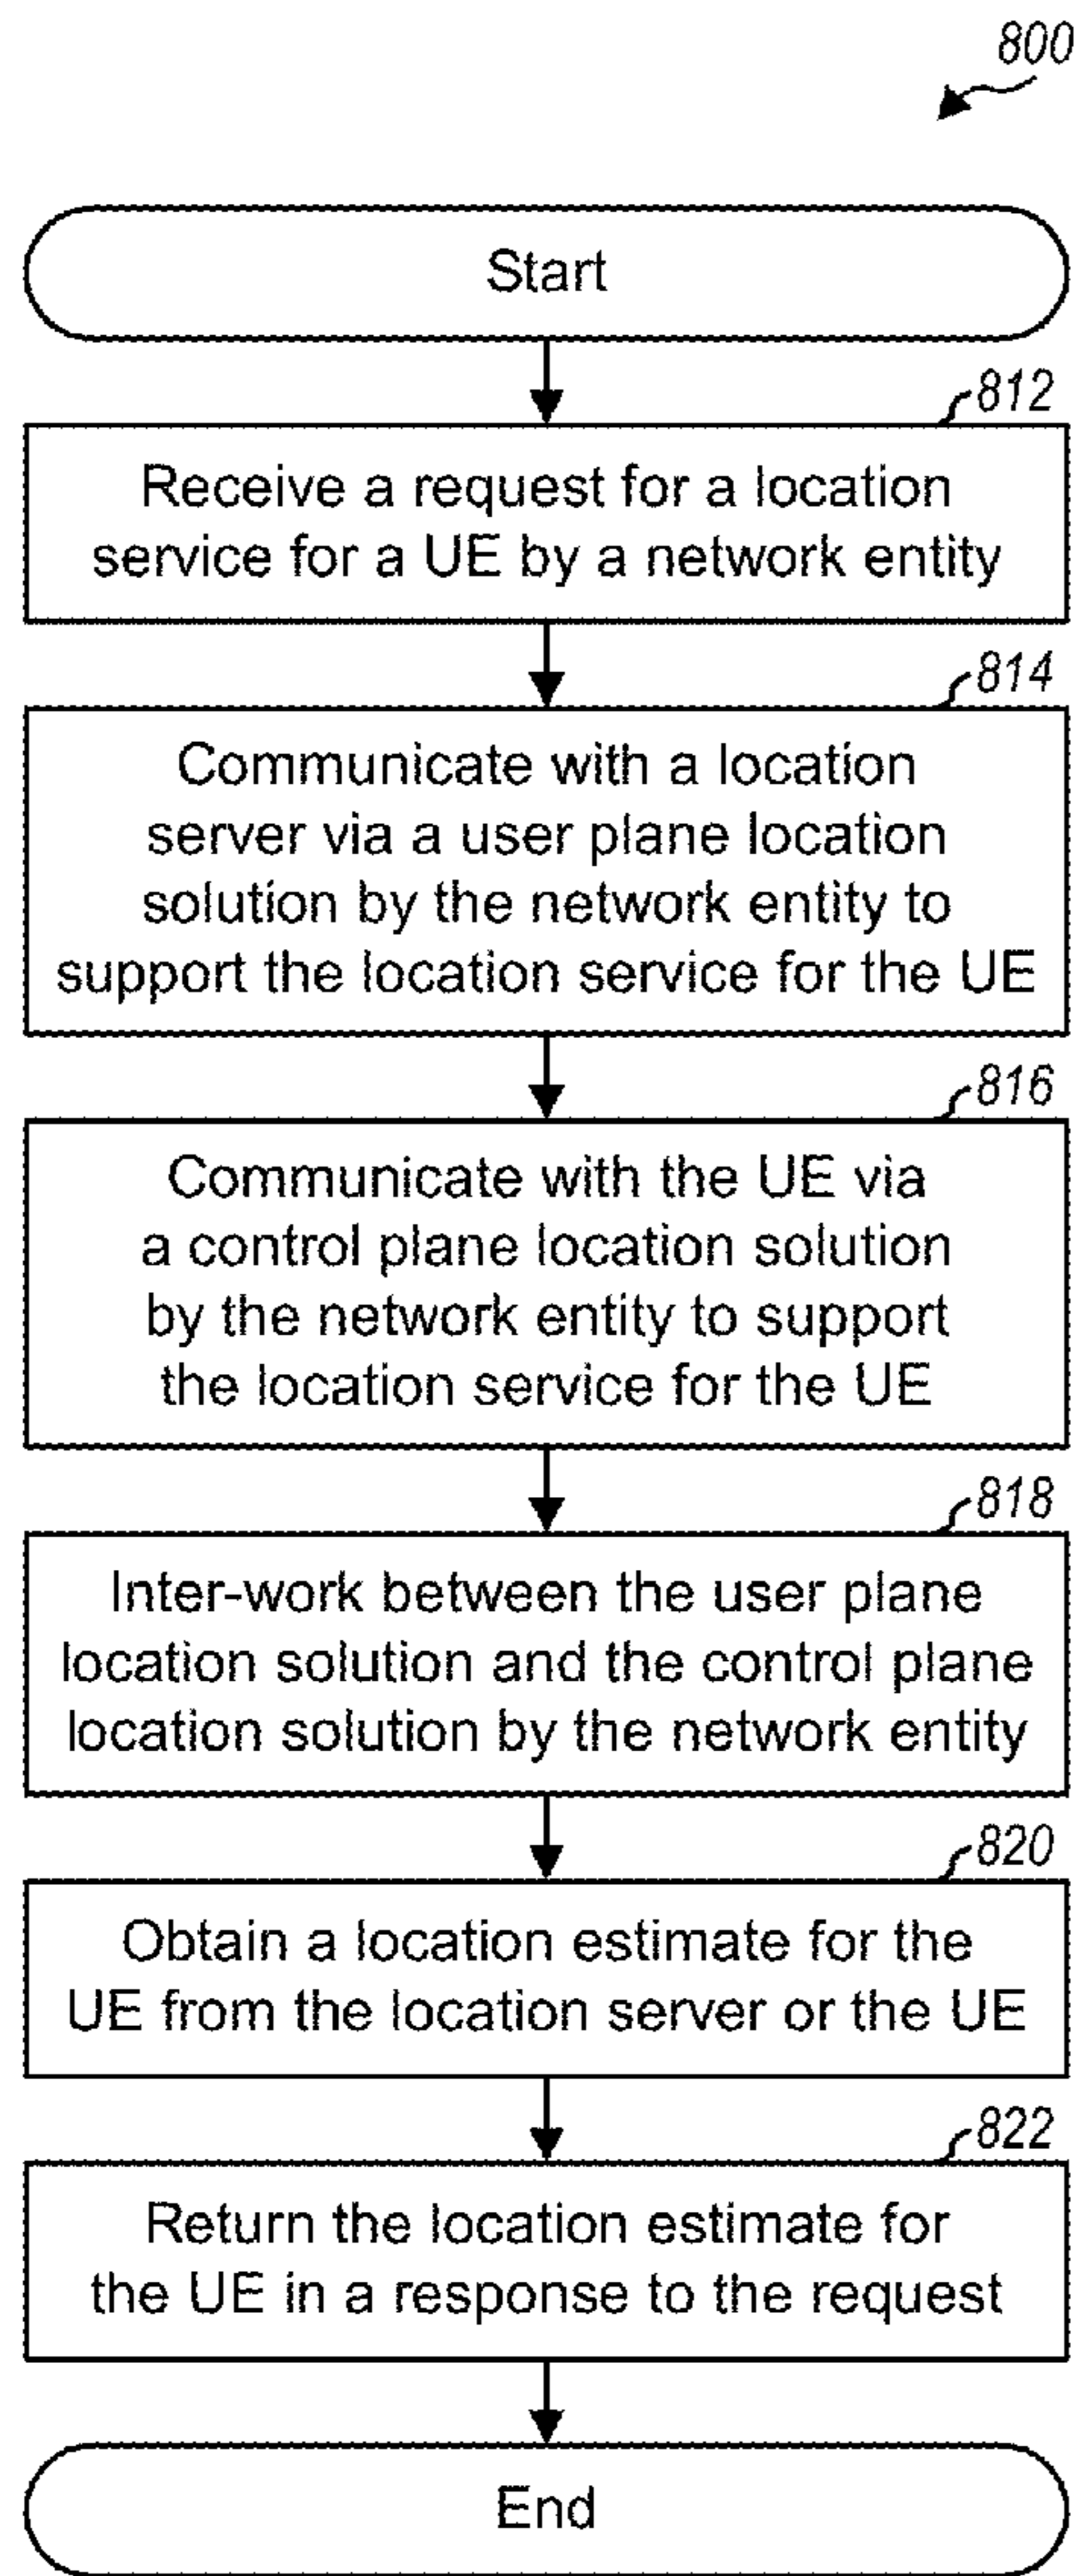 800
Start
812
Receive a request for a location
service for a UE by a network entity
814
Communicate with a location
server via a user plane location
solution by the network entity to
support the location service for the UE
816
Communicate with the UE via
a control plane location solution
by the network entity to support
the location service for the UE
818
Inter-work between the user plane
location solution and the control plane
location solution by the network entity
820
Obtain a location estimate for the
UE from the location server or the UE
822
Return the location estimate for
the UE in a response to the request
End